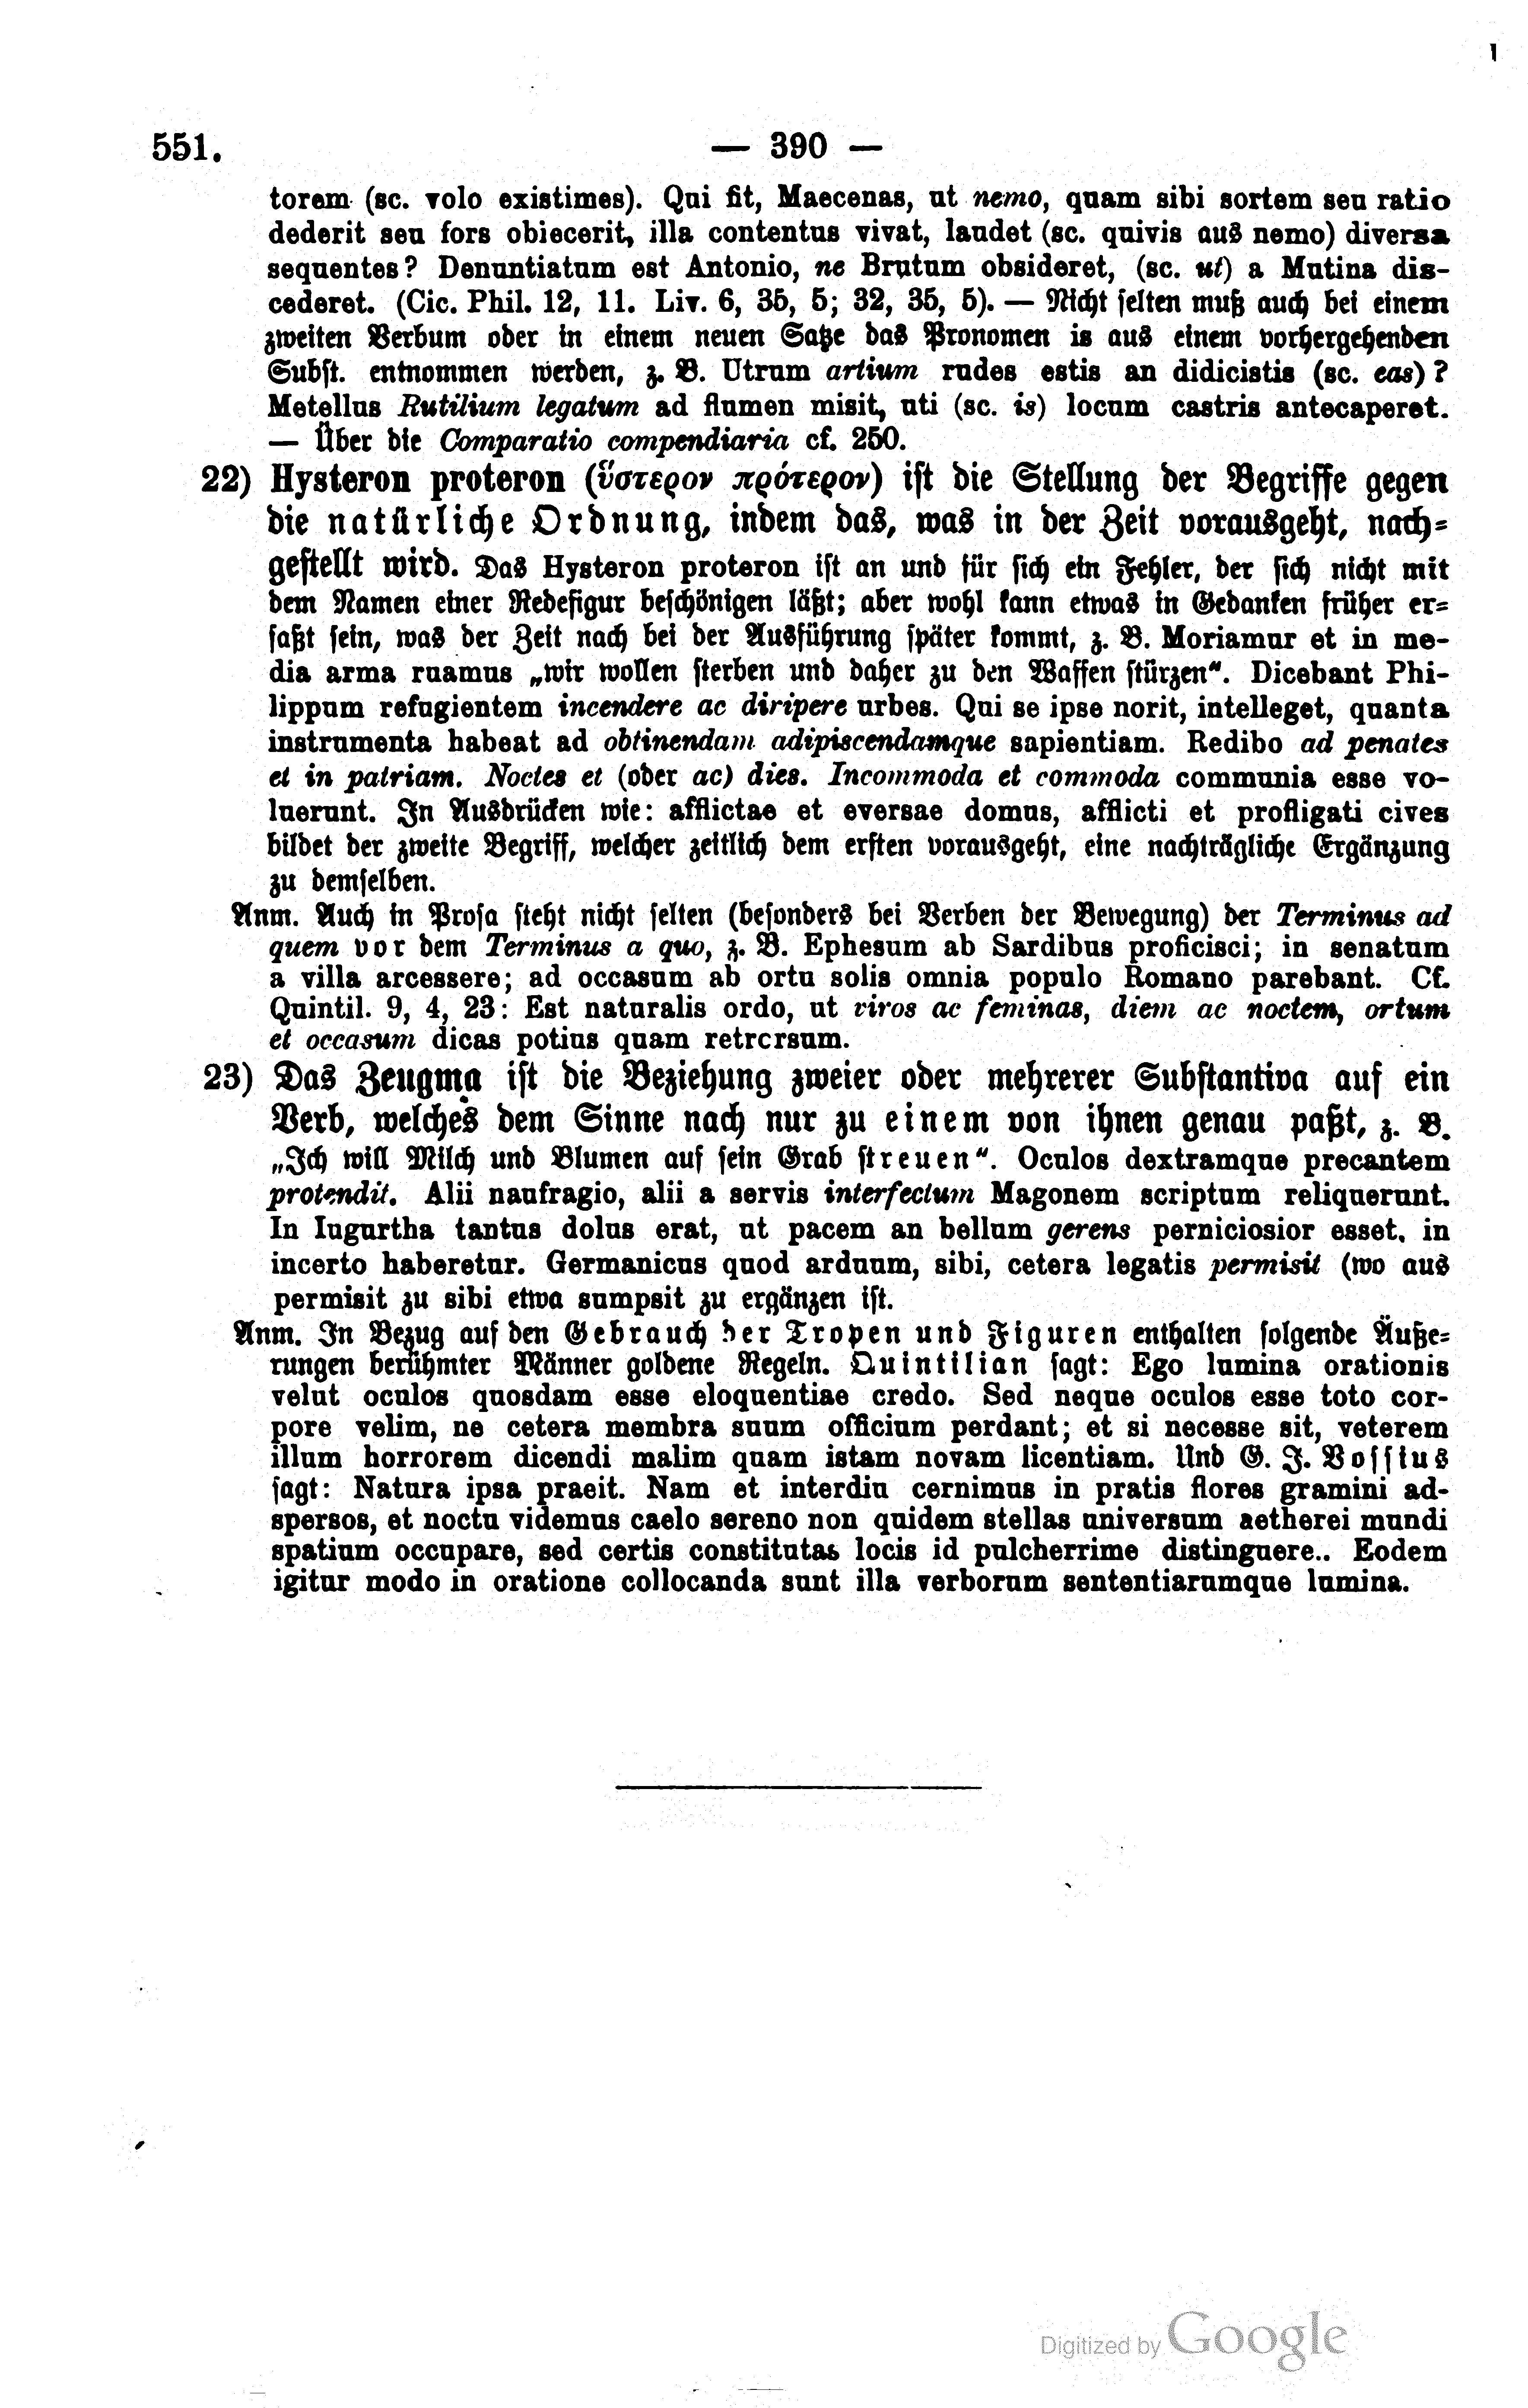 551.
— 390 —
torem (sc. volo existimes). Qui fit, Maecenas, ut nemo, quam sibi sortem seu ratio
dederit seu fors obiecerit, illa contentus vivat, laudet (sc. quivis aus nemo) diversa
sequentes? Denuntiatum est Antonio, ne Brutum obsideret, (sc. ut) a Mutina dis-
cederet. (Cic. Phil. 12, 11. Liv. 6, 35, 5; 32, 35, 5). — Nicht selten muß auch bei einem
zweiten Verbum oder in einem neuen Satze das Pronomen is aus einem vorhergehenden
Subst. entnommen werden, z. B. Utrum artium rudes estis an didicistis (sc. eas)?
Metellus Rutilium legatum ad flumen misit, uti (sc. is) locum castris antecaperet.
— Über die Comparatio compendiaria cf. 250.
22) Hysteron proteron (ὕστερον πρότερον) ist die Stellung der Begriffe gegen
die natürliche Ordnung, indem das, was in der Zeit vorausgeht, nach-
gestellt wird. Das Hysteron proteron ist an und für sich ein Fehler, der sich nicht mit
dem Namen einer Redefigur beschönigen läßt; aber wohl kann etwas in Gedanken früher er-
faßt sein, was der Zeit nach bei der Ausführung später kommt, z. B. Moriamur et in me-
dia arma ruamus „wir wollen sterben und daher zu den Waffen stürzen“. Dicebant Phi-
lippum refugientem incendere ac diripere urbes. Qui se ipse norit, intelleget, quanta
instrumenta habeat ad obtinendam adipiscendamque sapientiam. Redibo ad penates
et in patriam. Noctes et (oder ac) dies. Incommoda et commoda communia esse vo-
luerunt. In Ausdrücken wie: afflictae et eversae domus, afflicti et profligati cives
bildet der zweite Begriff, welcher zeitlich dem ersten vorausgeht, eine nachträgliche Ergänzung
zu demselben.
Anm. Auch in Prosa steht nicht selten (besonders bei Verben der Bewegung) der Terminus ad
quem vor dem Terminus a quo, z. B. Ephesum ab Sardibus proficisci; in senatum
a villa arcessere; ad occasum ab ortu solis omnia populo Romano parebant. Cf.
Quintil. 9, 4, 23: Est naturalis ordo, ut viros ac feminas, diem ac noctem, ortum
et occasum dicas potius quam retrorsum.
23) Das Zeugma ist die Beziehung zweier oder mehrerer Substantiva auf ein
Verb, welches dem Sinne nach nur zu einem von ihnen genau paßt, z. B.
„Ich will Milch und Blumen auf sein Grab streuen“. Oculos dextramque precantem
protendit. Alii naufragio, alii a servis interfectum Magonem scriptum reliquerunt.
In Iugurtha tantus dolus erat, ut pacem an bellum gerens perniciosior esset, in
incerto haberetur. Germanicus quod arduum, sibi, cetera legatis permisit (wo aus
permisit zu sibi etwa sumpsit zu ergänzen ist.
Anm. In Bezug auf den Gebrauch der Tropen und Figuren enthalten folgende Äuße-
rungen berühmter Männer goldene Regeln. Quintilian sagt: Ego lumina orationis
velut oculos quosdam esse eloquentiae credo. Sed neque oculos esse toto cor-
pore velim, ne cetera membra suum officium perdant; et si necesse sit, veterem
illum horrorem dicendi malim quam istam novam licentiam. Und G. J. Vossius
sagt: Natura ipsa praeit. Nam et interdiu cernimus in pratis flores gramini ad-
spersos, et noctu videmus caelo sereno non quidem stellas universum aetherei mundi
spatium occupare, sed certis constitutas locis id pulcherrime distinguere.. Eodem
igitur modo in oratione collocanda sunt illa verborum sententiarumque lumina.
Digitized by Google